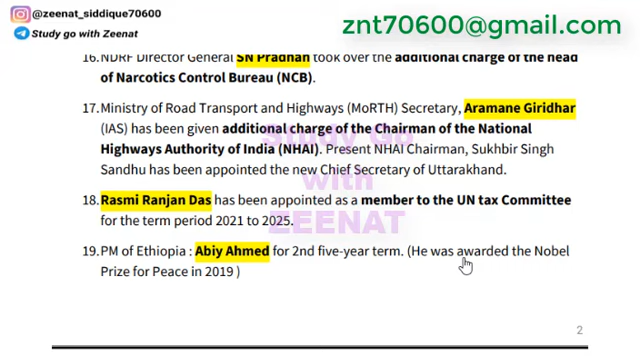 @zeenat_siddique70600
Study go with Zeenat
znt70600@gmail.com
16. NDRF Director General SN Pradhan took over the additional charge of the head
of Narcotics Control Bureau (NCB).
17. Ministry of Road Transport and Highways (MoRTH) Secretary, Aramane Giridhar
(IAS) has been given additional charge of the Chairman of the National
Highways Authority of India (NHAI). Present NHAI Chairman, Sukhbir Singh
Sandhu has been appointed the new Chief Secretary of Uttarakhand.
18. Rasmi Ranjan Das has been appointed as a member to the UN tax Committee
for the term period 2021 to 2025.
19. PM of Ethiopia : Abiy Ahmed for 2nd five-year term. (He was awarded the Nobel
Prize for Peace in 2019 )
Study Go
with
ZEENAT
2